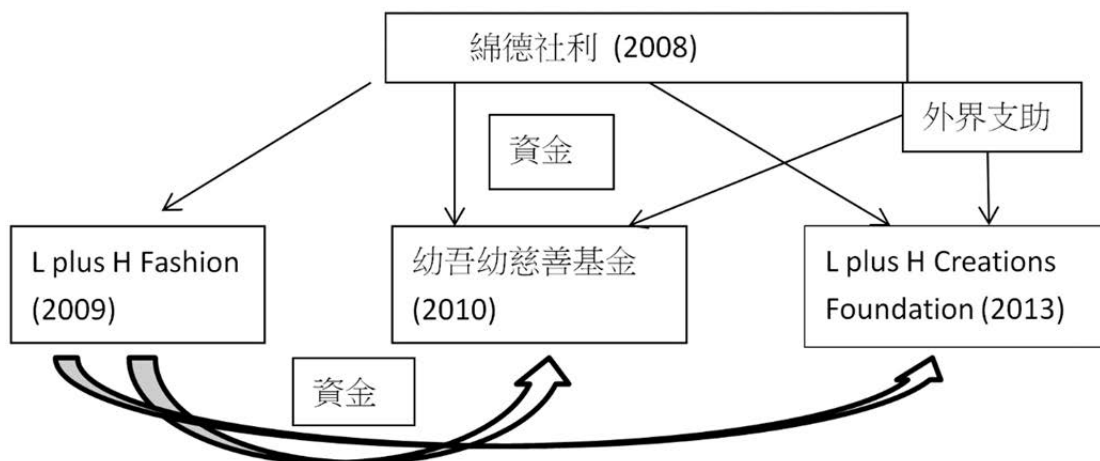 綿德社利 (2008)
外界支助
資金
L plus H Fashion
(2009)
幼吾幼慈善基金
(2010)
L plus H Creations
Foundation (2013)
資金